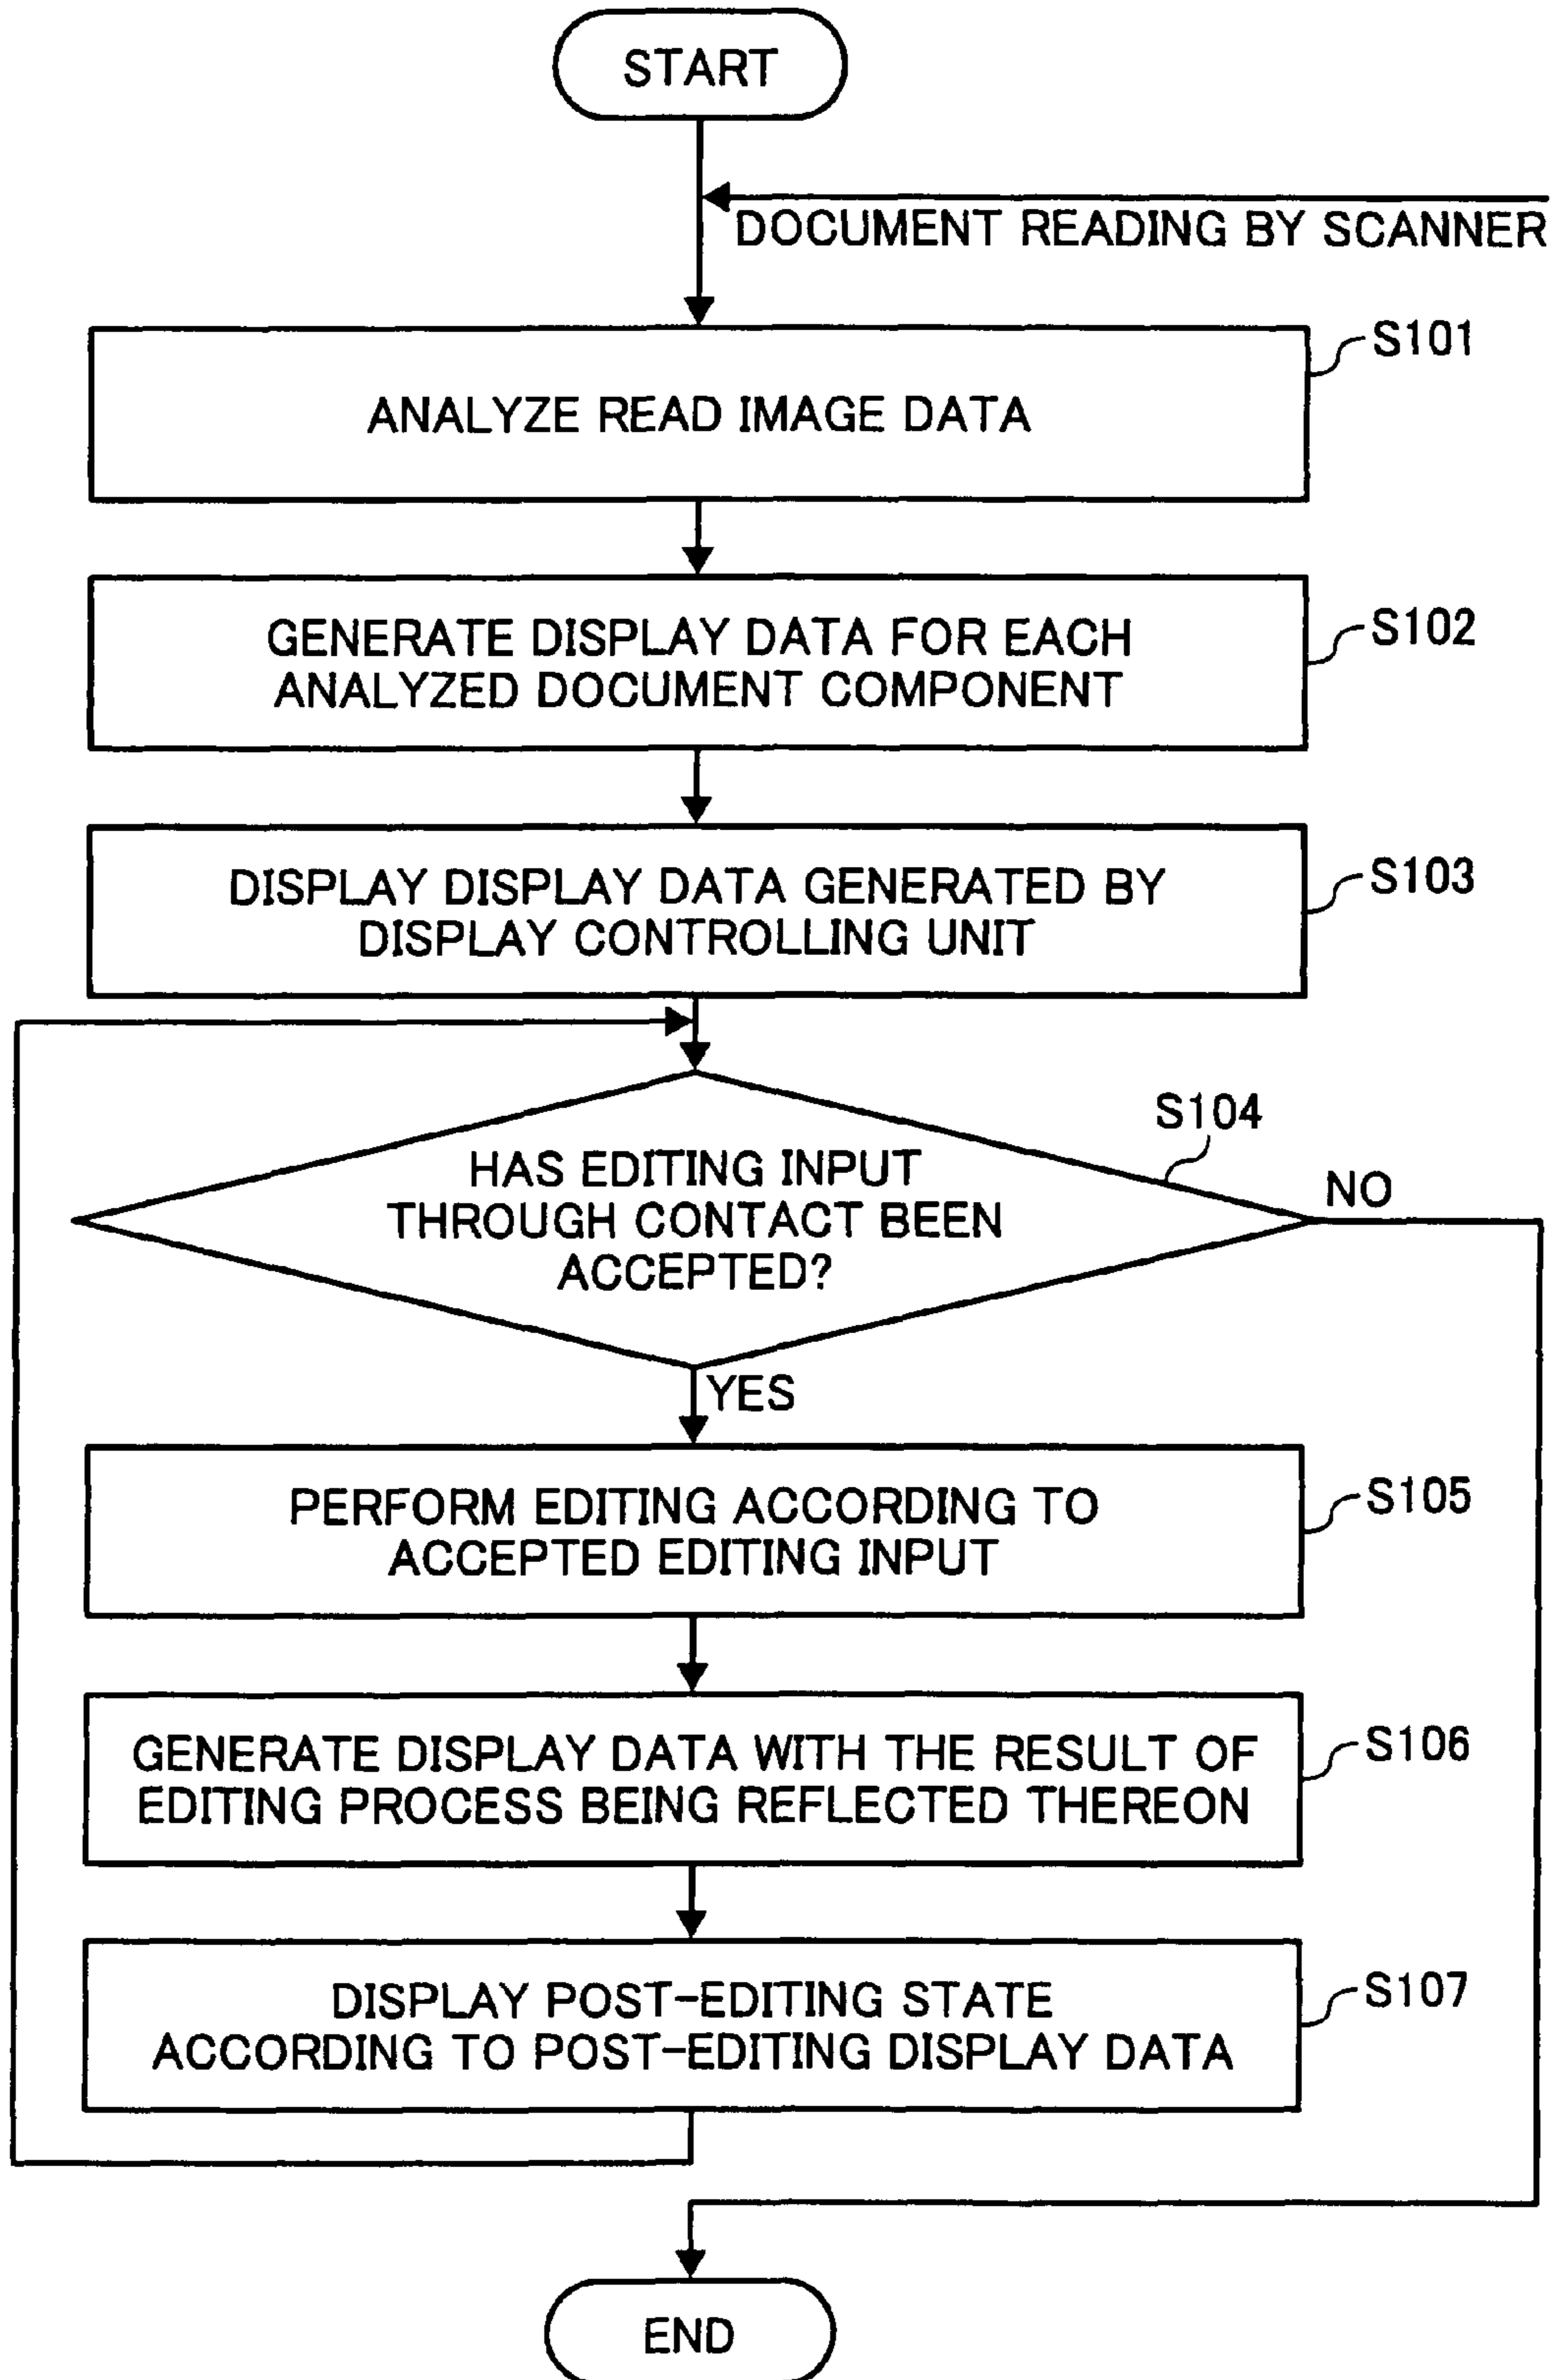 START
DOCUMENT READING BY SCANNER
S101
ANALYZE READ IMAGE DATA
S102
GENERATE DISPLAY DATA FOR EACH
ANALYZED DOCUMENT COMPONENT
S103
DISPLAY DISPLAY DATA GENERATED BY
DISPLAY CONTROLLING UNIT
S104
HAS EDITING INPUT
THROUGH CONTACT BEEN
ACCEPTED?
NO
YES
S105
PERFORM EDITING ACCORDING TO
ACCEPTED EDITING INPUT
S106
GENERATE DISPLAY DATA WITH THE RESULT OF
EDITING PROCESS BEING REFLECTED THEREON
S107
DISPLAY POST-EDITING STATE
ACCORDING TO POST-EDITING DISPLAY DATA
END